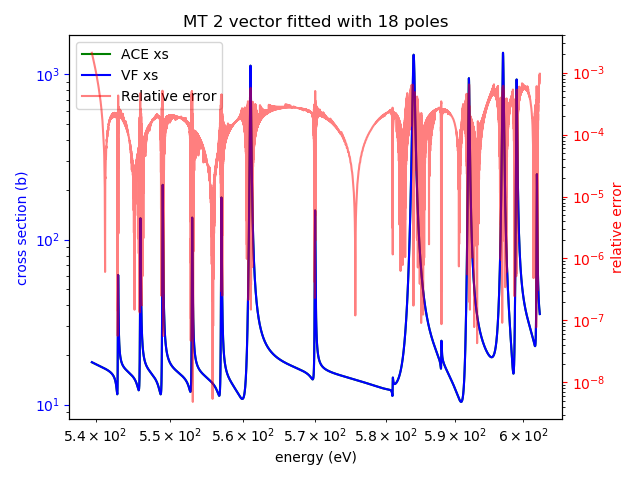 MT 2 vector fitted with 18 poles
ACE xs
VF xs
Relative error
10³
10²
10¹
cross section (b)
10⁻³
10⁻⁴
10⁻⁵
10⁻⁶
10⁻⁷
10⁻⁸
relative error
5.4 × 10² 5.5 × 10² 5.6 × 10² 5.7 × 10² 5.8 × 10² 5.9 × 10² 6 × 10²
energy (eV)